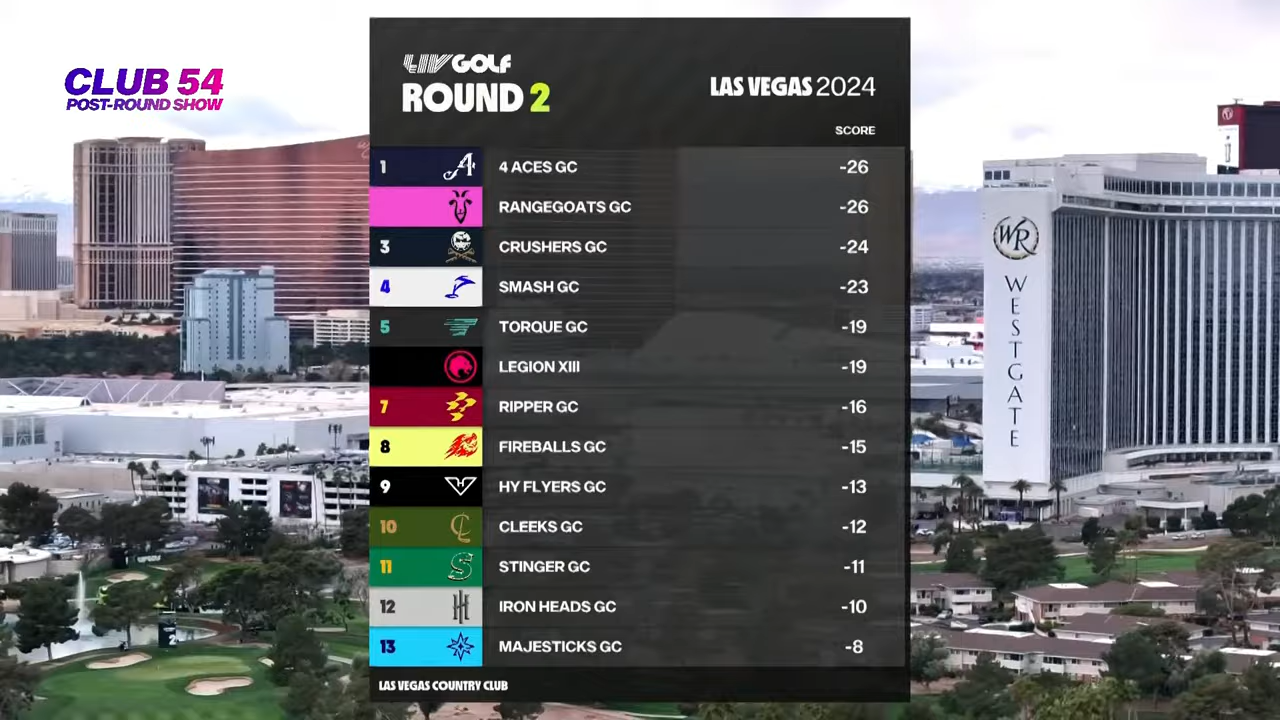 CLUB 54
POST-ROUND SHOW
LIV GOLF
ROUND 2
LAS VEGAS 2024
SCORE
1 4 ACES GC -26
RANGEGOATS GC -26
3 CRUSHERS GC -24
4 SMASH GC -23
5 TORQUE GC -19
LEGION XIII -19
7 RIPPER GC -16
8 FIREBALLS GC -15
9 HY FLYERS GC -13
10 CLEEKS GC -12
11 STINGER GC -11
12 IRON HEADS GC -10
13 MAJESTICKS GC -8
LAS VEGAS COUNTRY CLUB
WR
WESTGATE
2